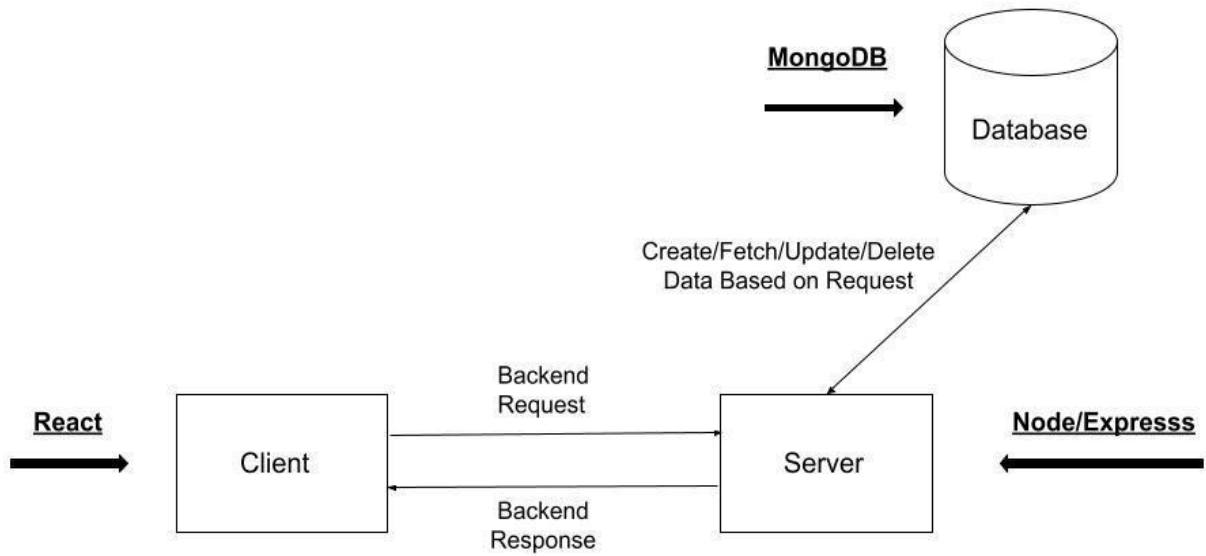 MongoDB
Database
Create/Fetch/Update/Delete
Data Based on Request
Backend
Request
React
Client
Server
Node/Expresss
Backend
Response